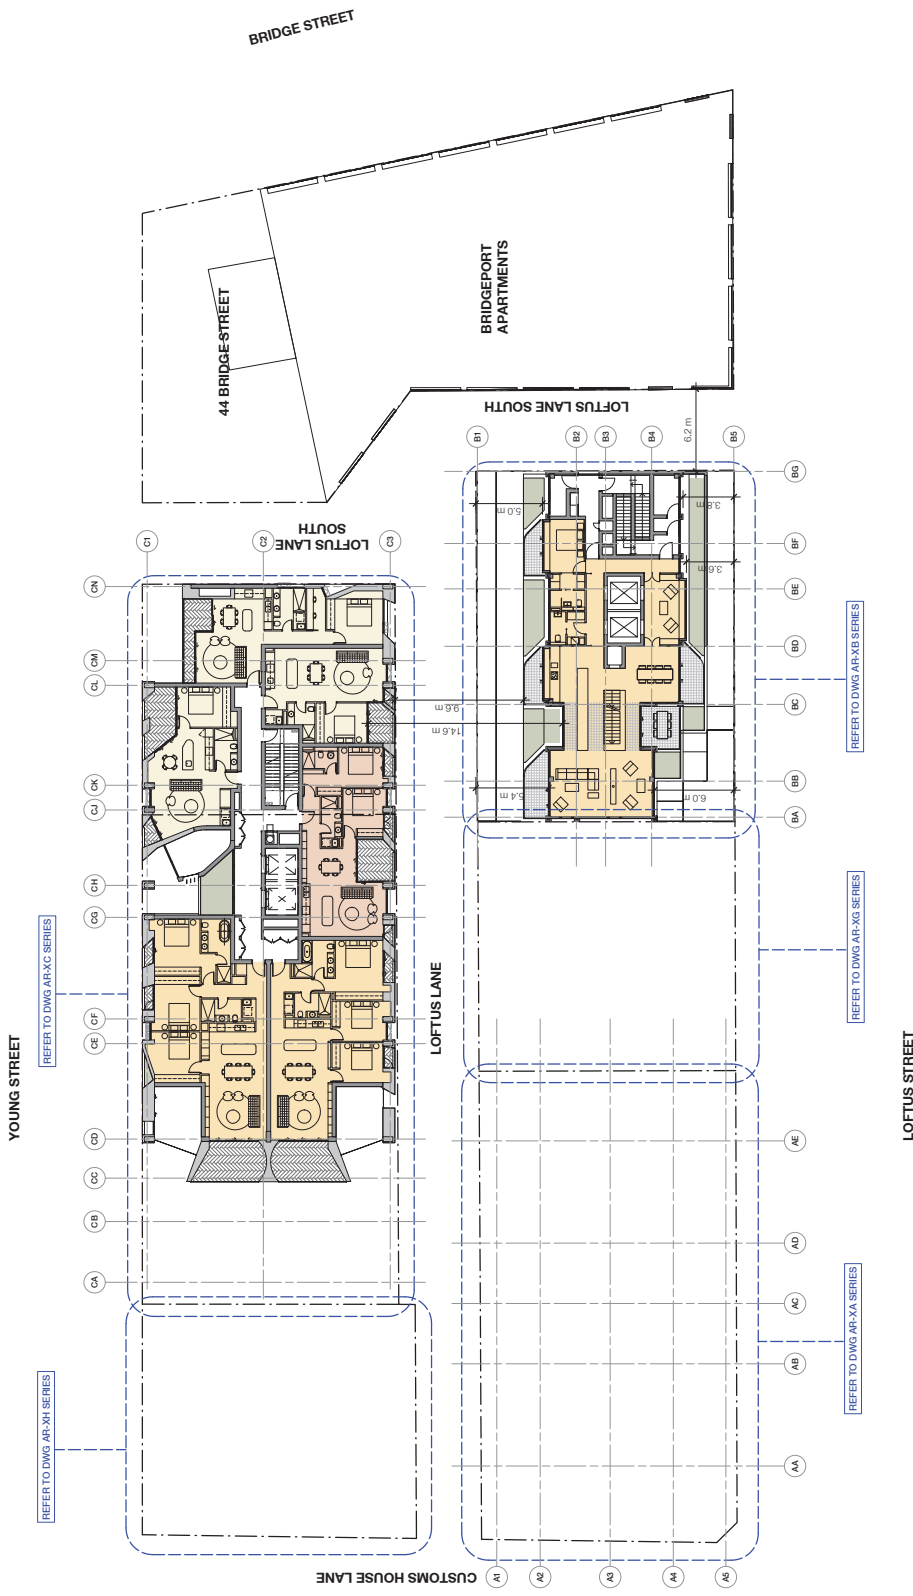 BRIDGE STREET
44 BRIDGE STREET
BRIDGEPORT
APARTMENTS
LOFTUS LANE SOUTH
6.2 m
LOFTUS LANE
SOUTH
C1
C2
C3
B1
B2
B3
B4
B5
CN
CM
CL
CK
CJ
CH
CG
CF
CE
CD
CC
CB
CA
BG
BF
BE
BD
BC
BB
BA
5.0 m
3.8 m
3.6 m
9.6 m
14.6 m
5.4 m
6.0 m
REFER TO DWG AR-XB SERIES
REFER TO DWG AR-XC SERIES
REFER TO DWG AR-XG SERIES
YOUNG STREET
LOFTUS LANE
LOFTUS STREET
AE
AD
AC
AB
AA
REFER TO DWG AR-XA SERIES
REFER TO DWG AR-XH SERIES
CUSTOMS HOUSE LANE
A1
A2
A3
A4
A5